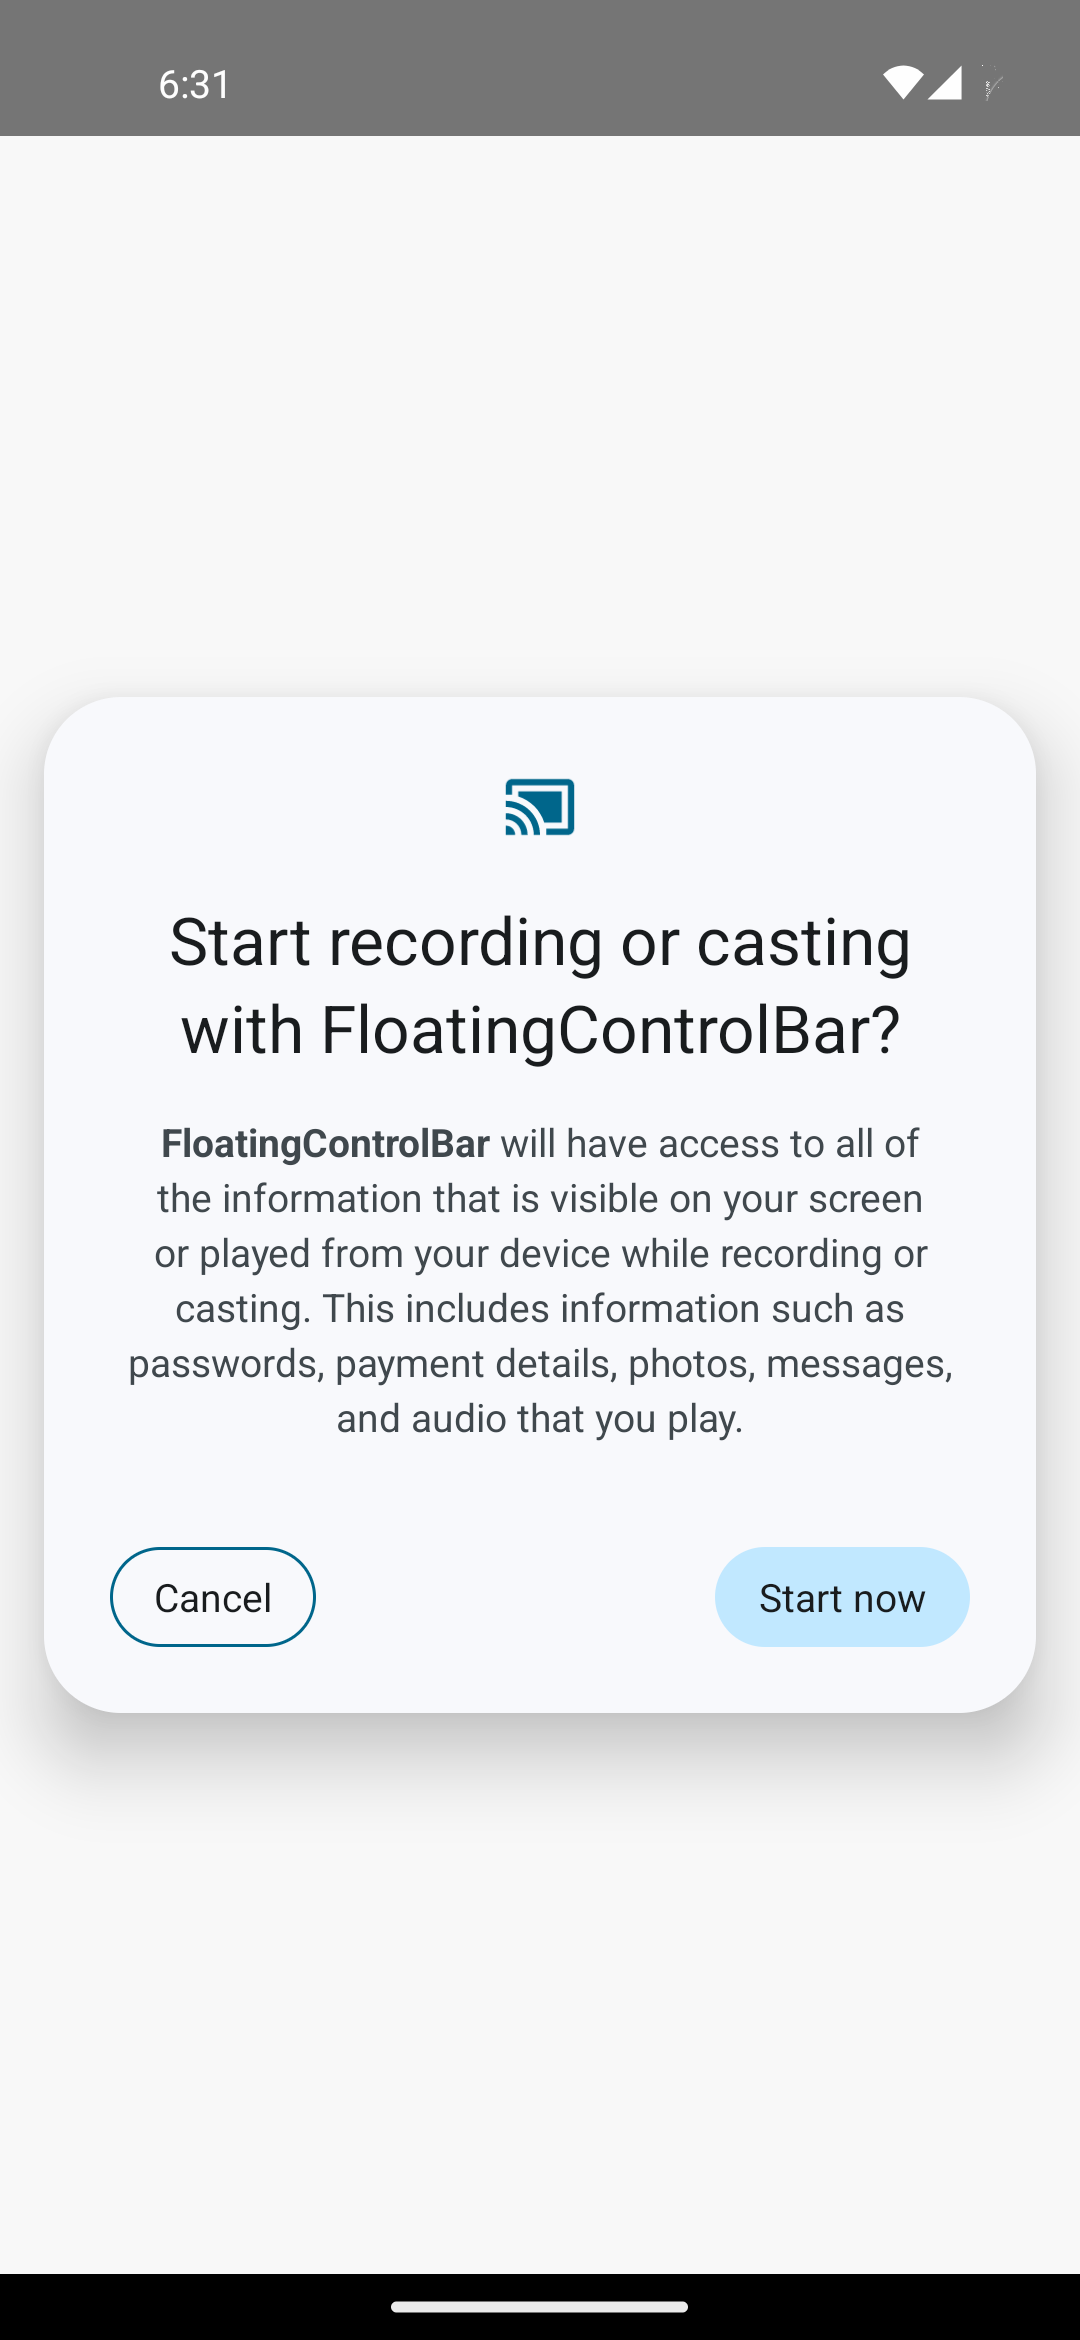 6:31
Start recording or casting
with FloatingControlBar?
FloatingControlBar will have access to all of
the information that is visible on your screen
or played from your device while recording or
casting. This includes information such as
passwords, payment details, photos, messages,
and audio that you play.
Cancel
Start now